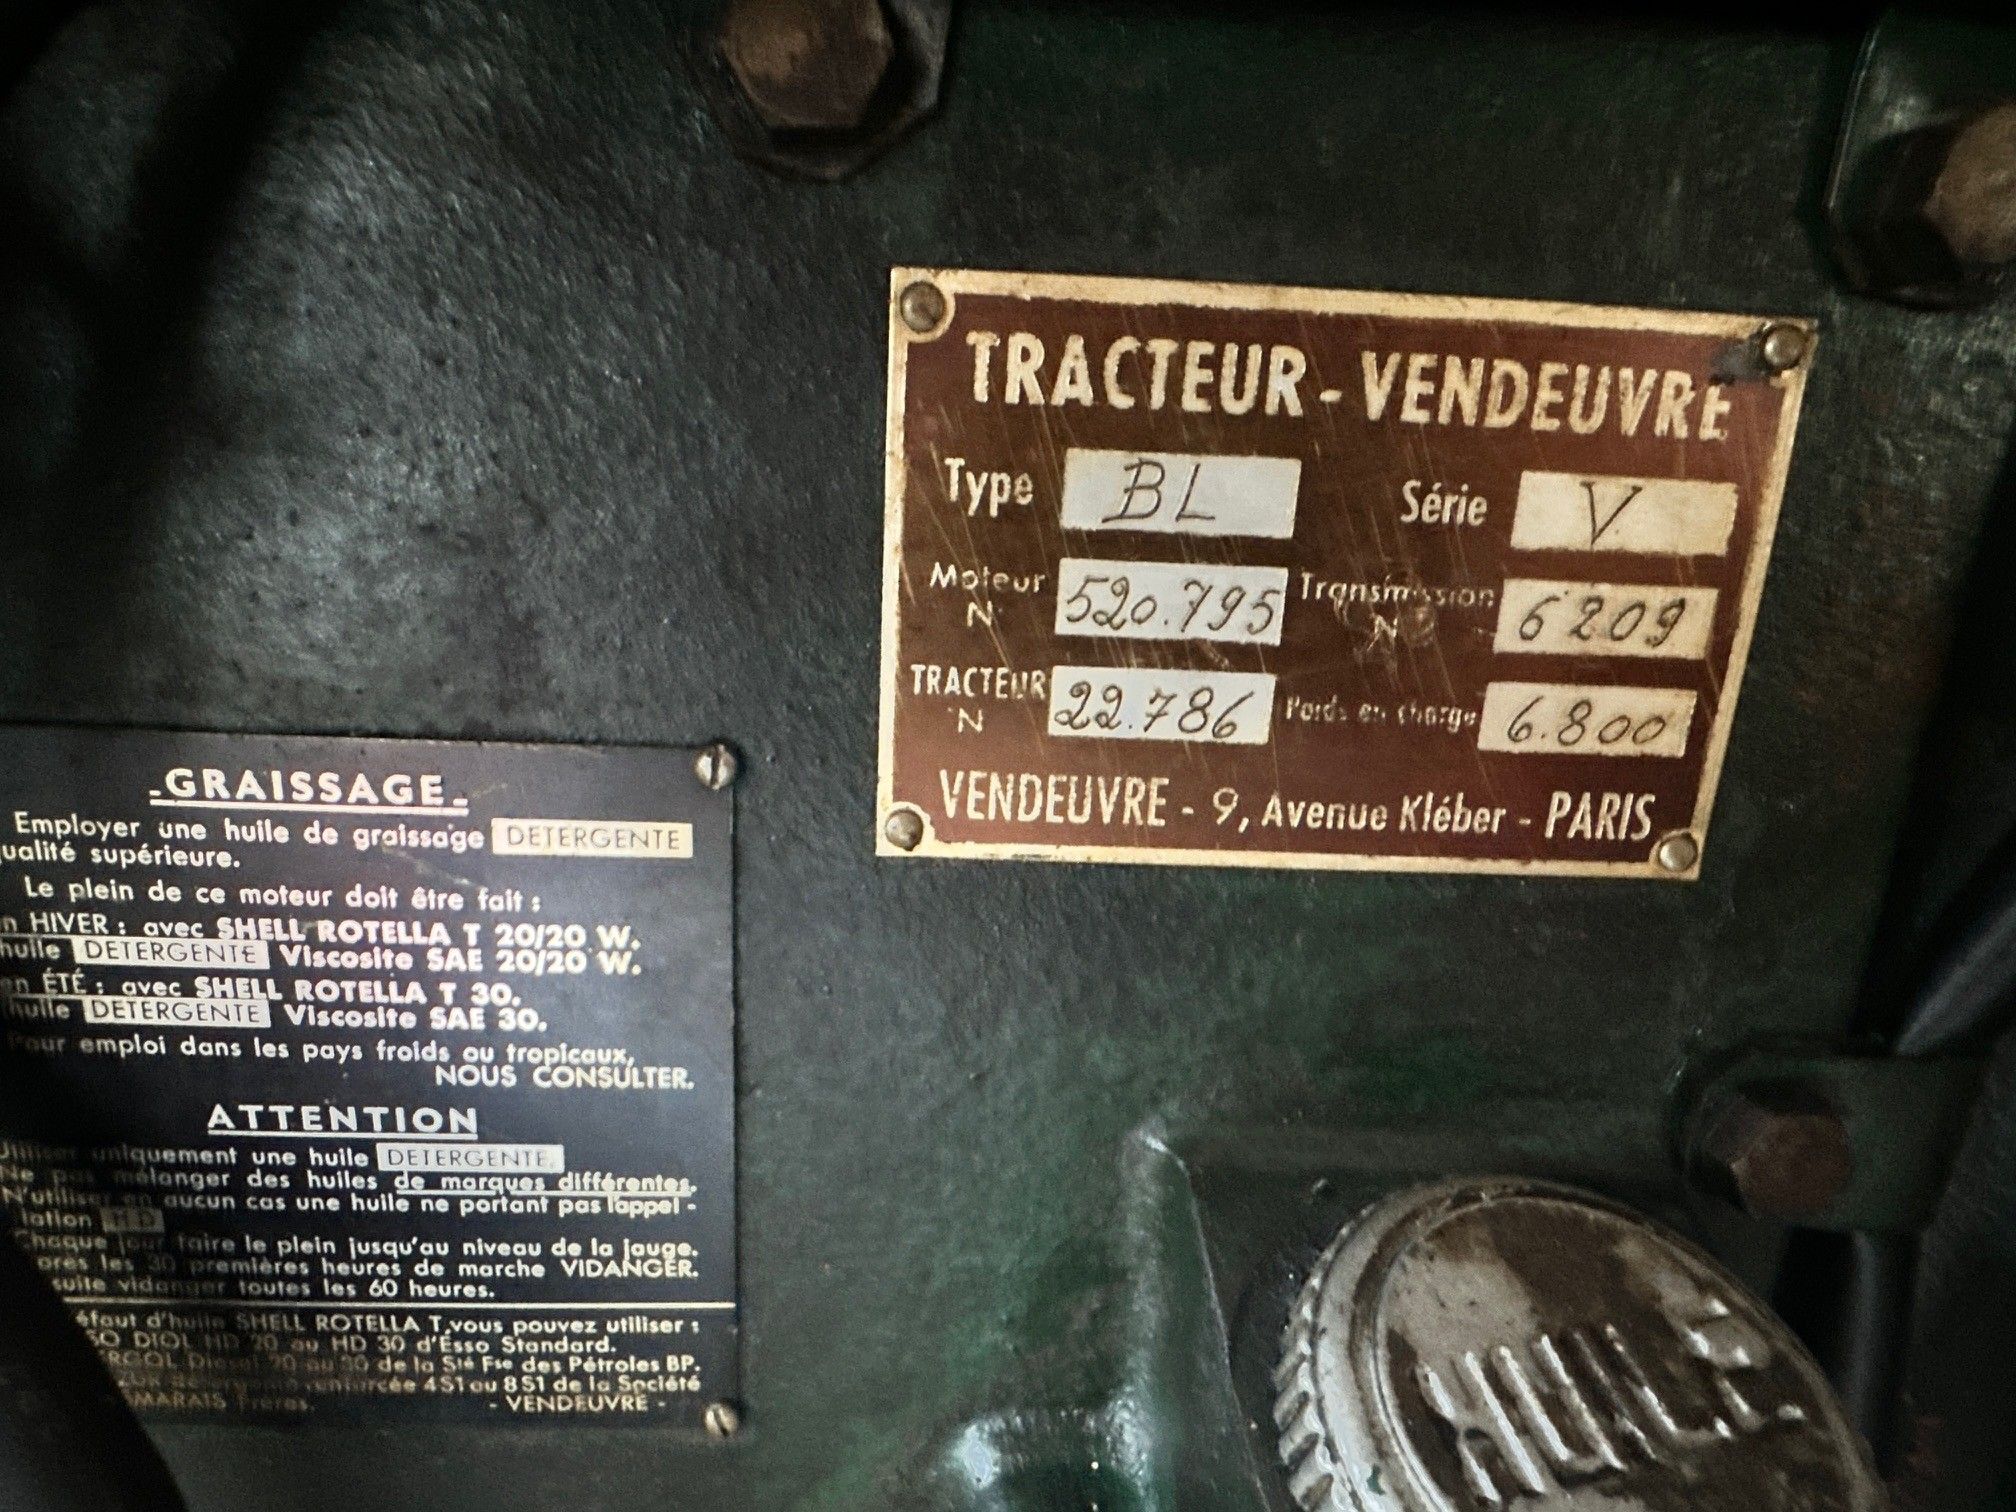 TRACTEUR - VENDEUVRE
Type BL Série V
Moteur N° 520.795 Transmission N° 6209
TRACTEUR N° 22.786 Poids en charge 6.800
VENDEUVRE - 9, Avenue Kléber - PARIS
-GRAISSAGE-
Employer une huile de graissage DETERGENTE
qualité supérieure.
Le plein de ce moteur doit être fait :
en HIVER : avec SHELL ROTELLA T 20/20 W.
huile DETERGENTE Viscosite SAE 20/20 W.
en ÉTÉ : avec SHELL ROTELLA T 30.
huile DETERGENTE Viscosite SAE 30.
Pour emploi dans les pays froids ou tropicaux,
NOUS CONSULTER.
ATTENTION
Utiliser uniquement une huile DETERGENTE.
Ne pas mélanger des huiles de marques différentes.
N'utiliser en aucun cas une huile ne portant pas l'appel-
lation H D
Chaque jour faire le plein jusqu'au niveau de la jauge.
les 30 premières heures de marche VIDANGER.
suite vidanger toutes les 60 heures.
éfaut d'huile SHELL ROTELLA T, vous pouvez utiliser :
SO DIOL HD 20 ou HD 30 d'Esso Standard.
RGOL Diesel 20 ou 30 de la Sté Fse des Pétroles BP.
renforcée 4S1 ou 8S1 de la Société
MARAIS Frères. - VENDEUVRE -
HUILE